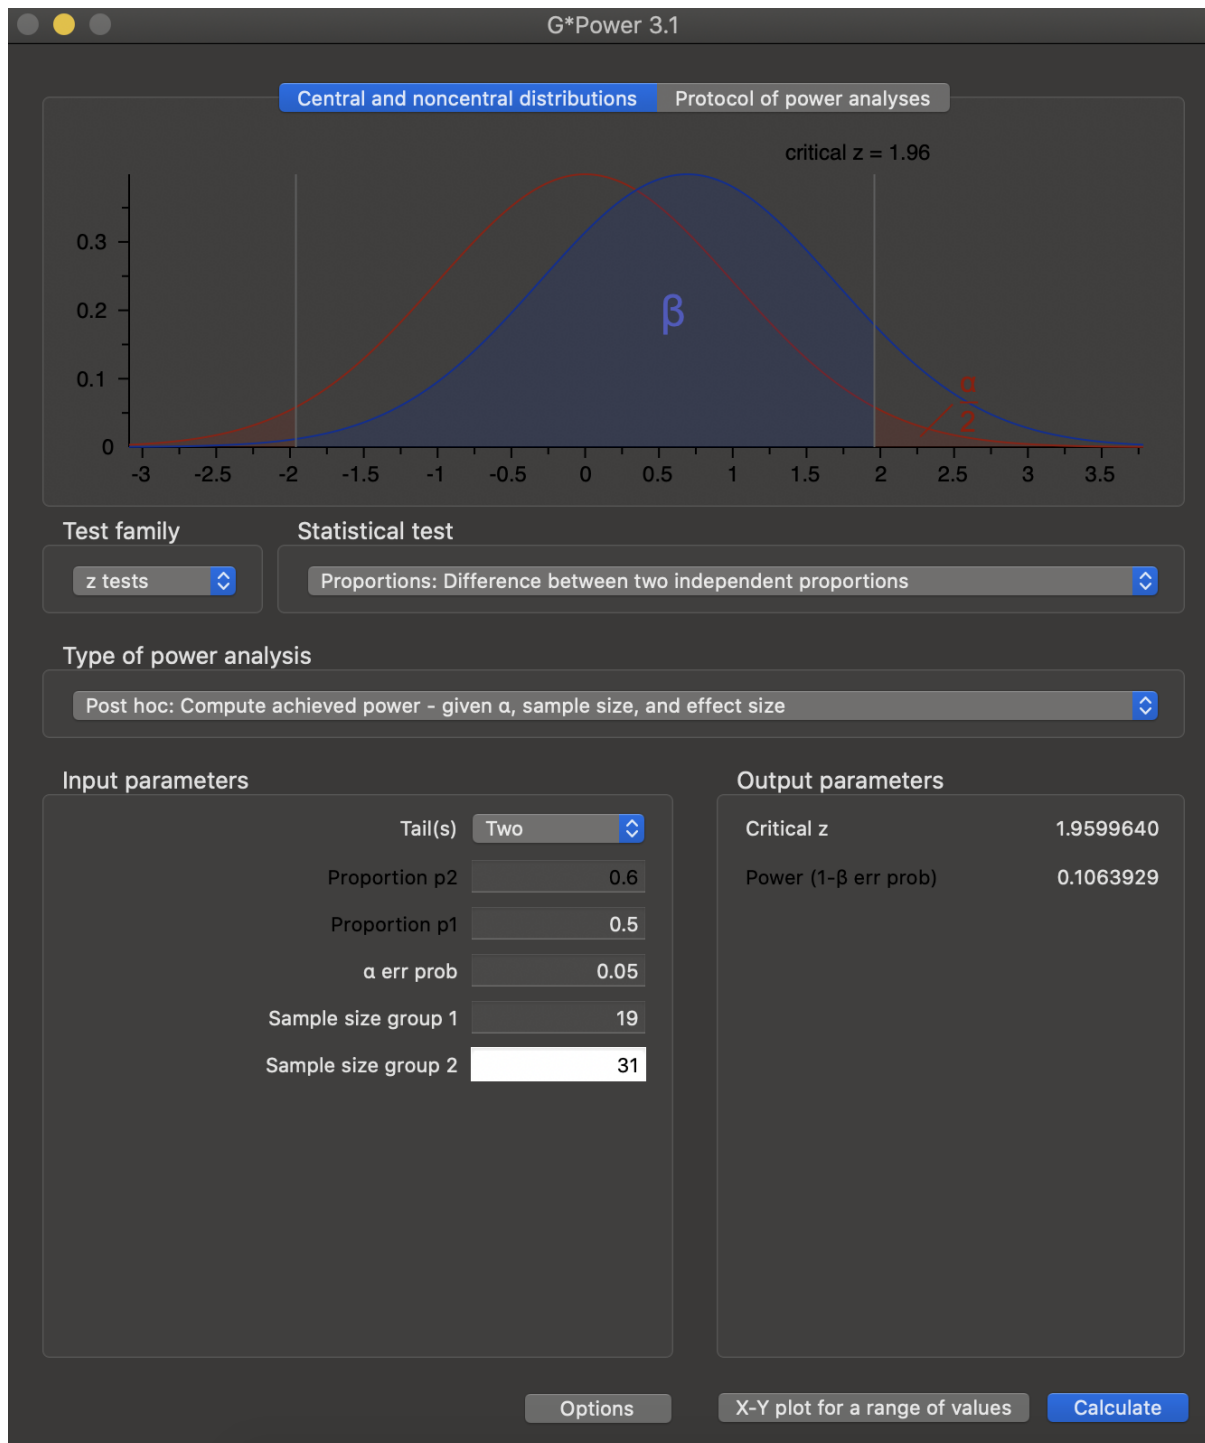 G*Power 3.1
Central and noncentral distributions Protocol of power analyses
critical z = 1.96
0.3
0.2
0.1
0
β
α
2
-3 -2.5 -2 -1.5 -1 -0.5 0 0.5 1 1.5 2 2.5 3 3.5
Test family Statistical test
z tests Proportions: Difference between two independent proportions
Type of power analysis
Post hoc: Compute achieved power - given α, sample size, and effect size
Input parameters Output parameters
Tail(s) Two Critical z 1.9599640
Proportion p2 0.6 Power (1-β err prob) 0.1063929
Proportion p1 0.5
α err prob 0.05
Sample size group 1 19
Sample size group 2 31
Options X-Y plot for a range of values Calculate